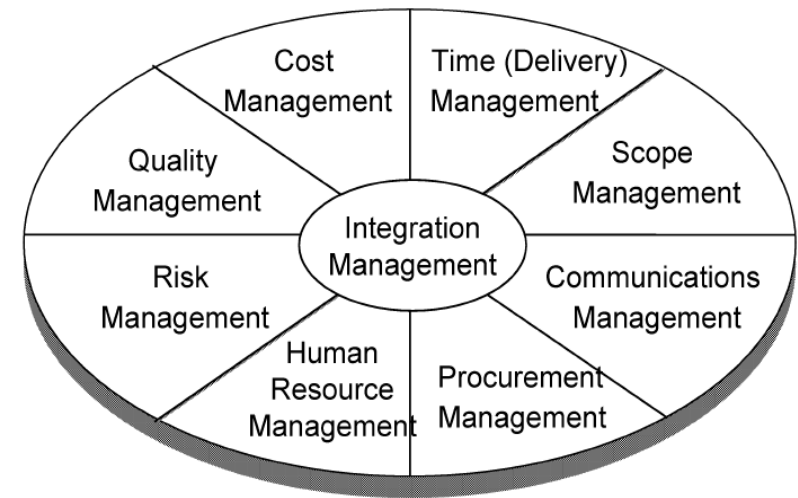 Cost
Management
Time (Delivery)
Management
Quality
Management
Scope
Management
Integration
Management
Risk
Management
Communications
Management
Human
Resource
Management
Procurement
Management